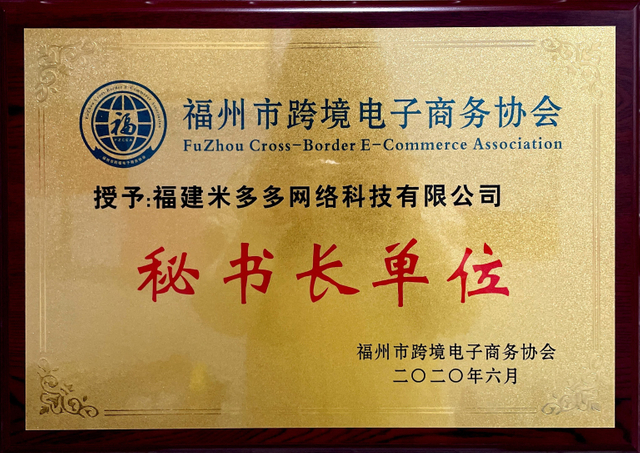 福州市跨境电子商务协会
FuZhou Cross-Border E-Commerce Association
福
授予:福建米多多网络科技有限公司
秘书长单位
福州市跨境电子商务协会
二〇二〇年六月